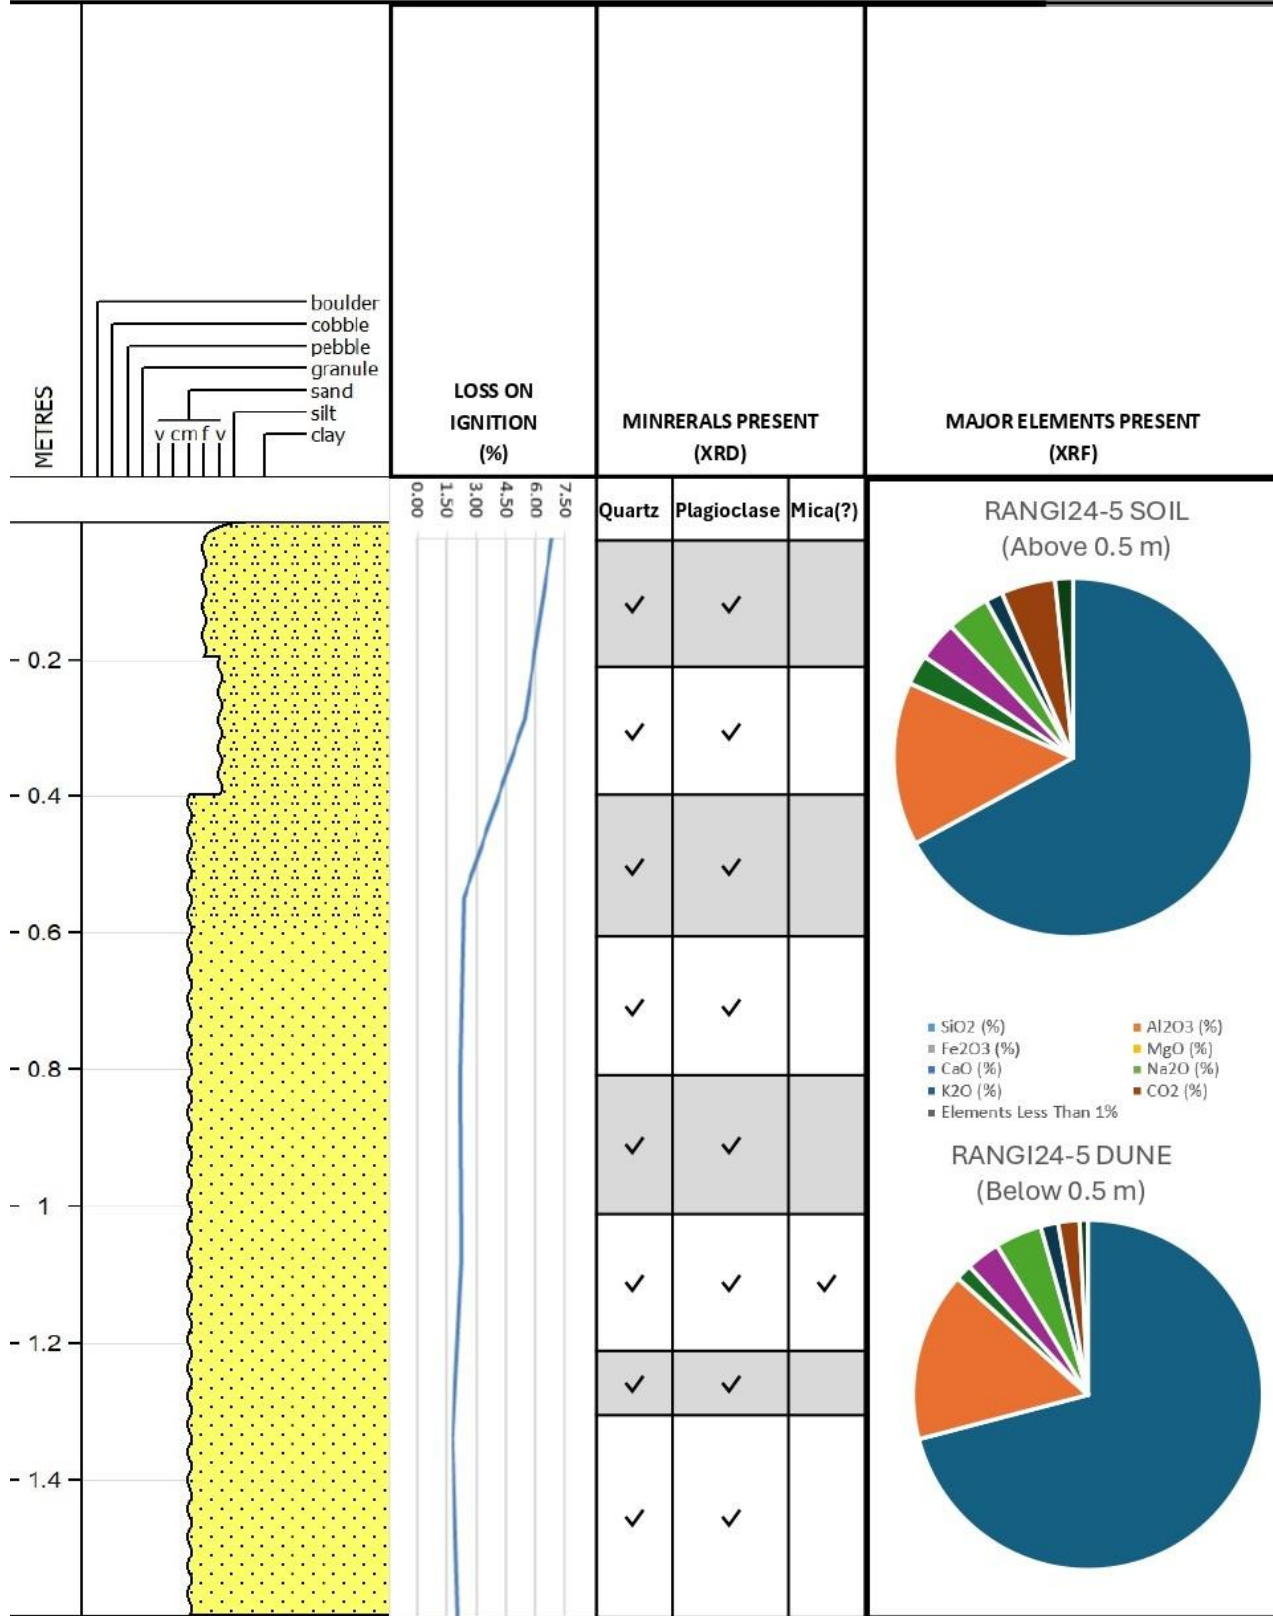 METRES
boulder
cobble
pebble
granule
sand
silt
clay
v c m f v
LOSS ON
IGNITION
(%)
MINRERALS PRESENT
(XRD)
MAJOR ELEMENTS PRESENT
(XRF)
0.00
1.50
3.00
4.50
6.00
7.50
Quartz
Plagioclase
Mica(?)
0.2
0.4
0.6
0.8
1
1.2
1.4
RANGI24-5 SOIL
(Above 0.5 m)
SiO2 (%)
Al2O3 (%)
Fe2O3 (%)
MgO (%)
CaO (%)
Na2O (%)
K2O (%)
CO2 (%)
Elements Less Than 1%
RANGI24-5 DUNE
(Below 0.5 m)